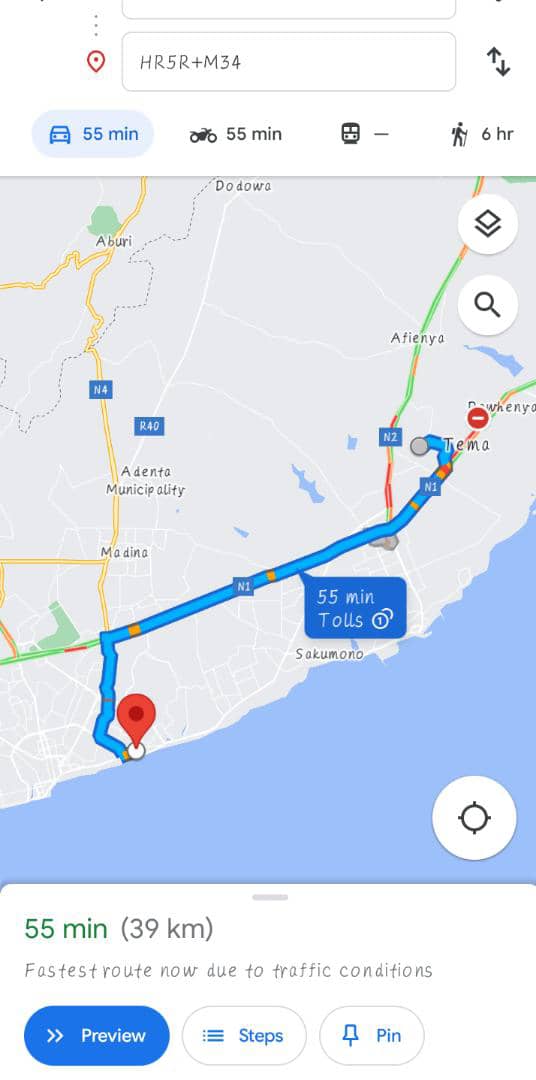 HR5R+M34
55 min
55 min
—
6 hr
Dodowa
Aburi
Afienya
N4
Dawhenya
R40
N2
Tema
Adenta
Municipality
N1
Madina
N1
55 min
Tolls
Sakumono
55 min (39 km)
Fastest route now due to traffic conditions
Preview
Steps
Pin